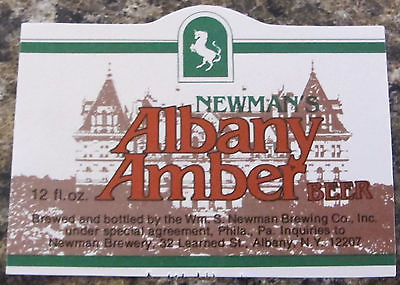 NEWMAN'S
Albany
Amber
12 fl. oz. BEER
Brewed and bottled by the Wm. S. Newman Brewing Co. Inc.
under special agreement, Phila., Pa. Inquiries to
Newman Brewery, 32 Learned St., Albany, N.Y. 12207